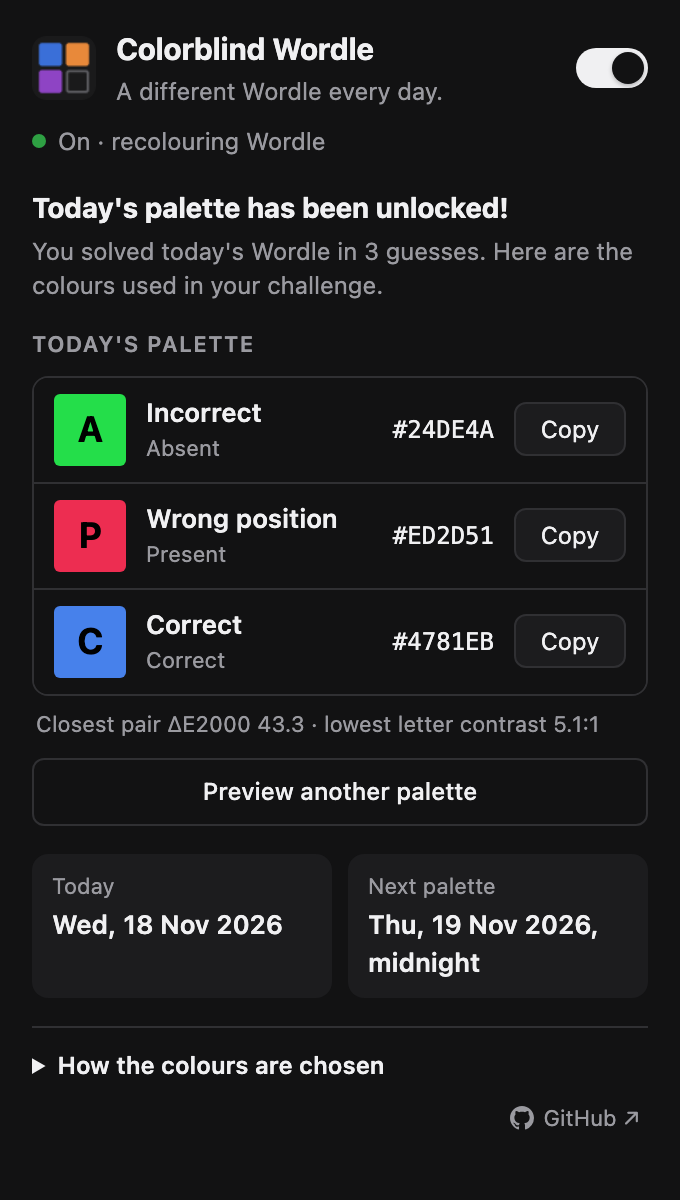 Colorblind Wordle
A different Wordle every day.
On · recolouring Wordle
Today's palette has been unlocked!
You solved today's Wordle in 3 guesses. Here are the
colours used in your challenge.
TODAY'S PALETTE
A
Incorrect
Absent
#24DE4A
Copy
P
Wrong position
Present
#ED2D51
Copy
C
Correct
Correct
#4781EB
Copy
Closest pair ΔE2000 43.3 · lowest letter contrast 5.1:1
Preview another palette
Today
Wed, 18 Nov 2026
Next palette
Thu, 19 Nov 2026,
midnight
▶ How the colours are chosen
GitHub ↗